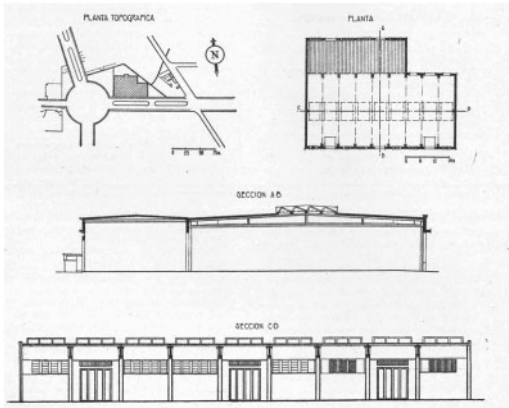 PLANTA TOPOGRAFICA
PLANTA
N
A
C
B
SECCION A-B
SECCION C-D